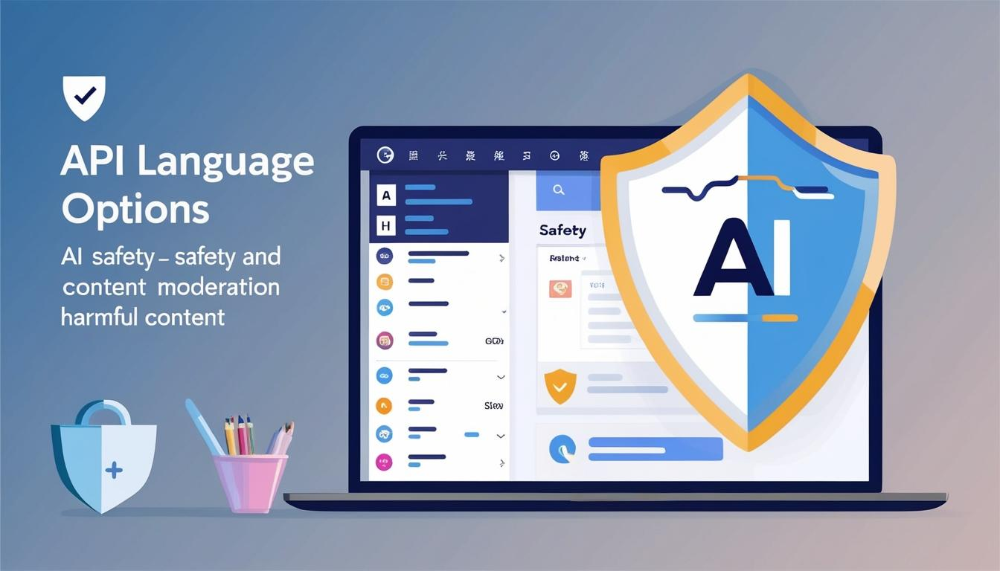 API Language
Options
AI safety – safety and
content moderation
harmful content
A
H
Safety
AI